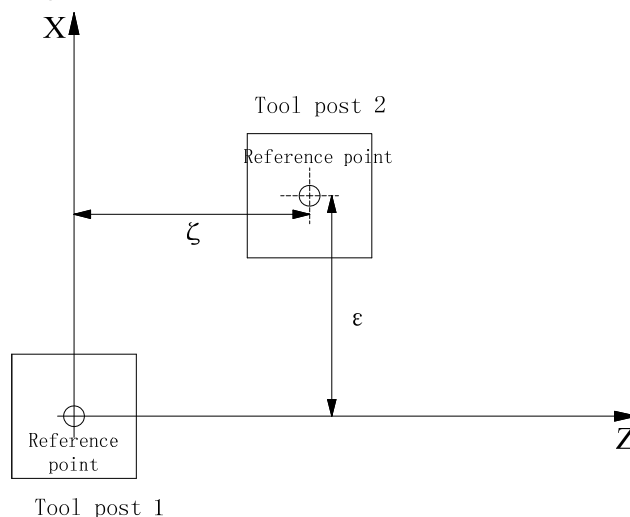 X
Tool post 2
Reference point
ζ
ε
Z
Reference
point
Tool post 1